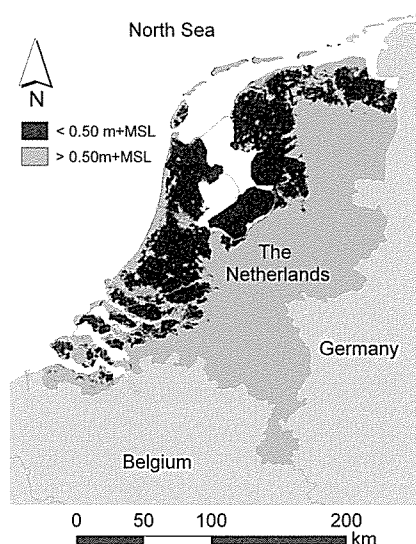 North Sea
N
< 0.50 m+MSL
> 0.50m+MSL
The
Netherlands
Germany
Belgium
0 50 100 200
km